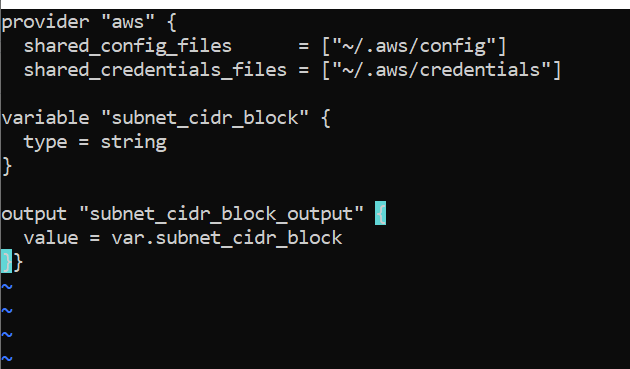 provider "aws" {
  shared_config_files      = ["~/.aws/config"]
  shared_credentials_files = ["~/.aws/credentials"]

variable "subnet_cidr_block" {
  type = string
}

output "subnet_cidr_block_output" {
  value = var.subnet_cidr_block
}}
~
~
~
~